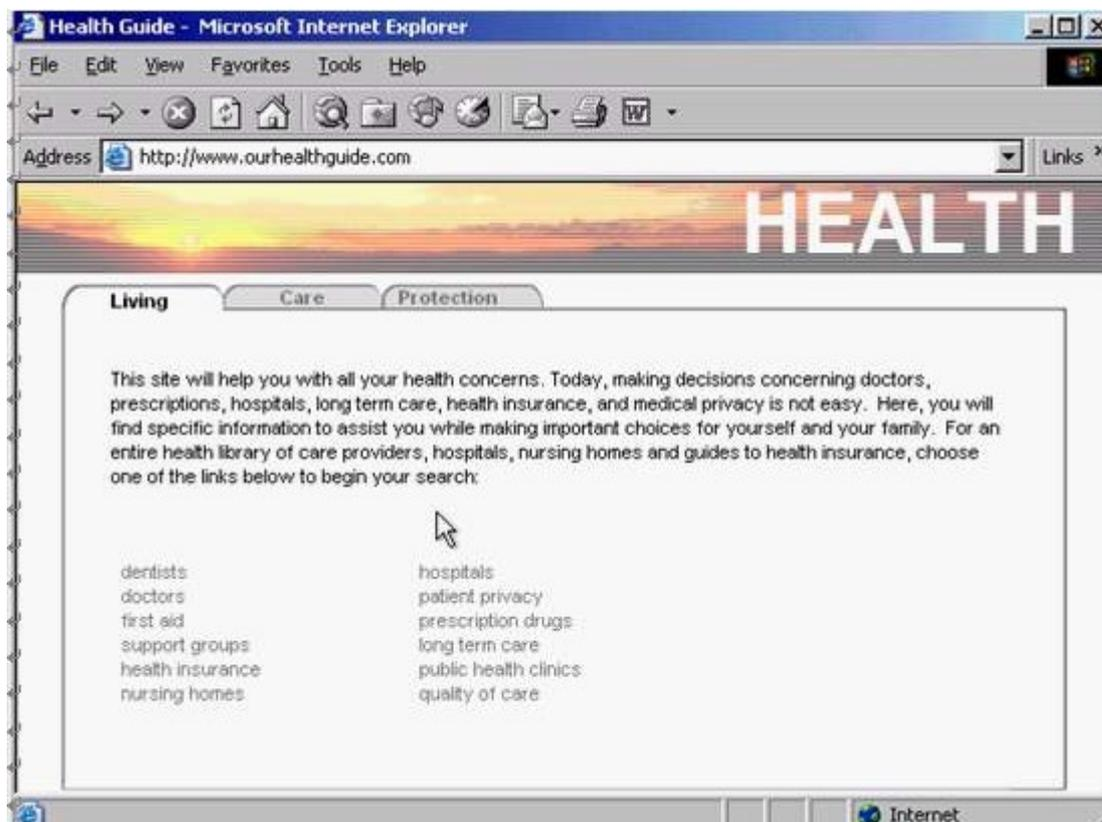 Health Guide - Microsoft Internet Explorer
File Edit View Favorites Tools Help
Address http://www.ourhealthguide.com Links
HEALTH
Living Care Protection
This site will help you with all your health concerns. Today, making decisions concerning doctors,
prescriptions, hospitals, long term care, health insurance, and medical privacy is not easy. Here, you will
find specific information to assist you while making important choices for yourself and your family. For an
entire health library of care providers, hospitals, nursing homes and guides to health insurance, choose
one of the links below to begin your search:
dentists hospitals
doctors patient privacy
first aid prescription drugs
support groups long term care
health insurance public health clinics
nursing homes quality of care
Internet